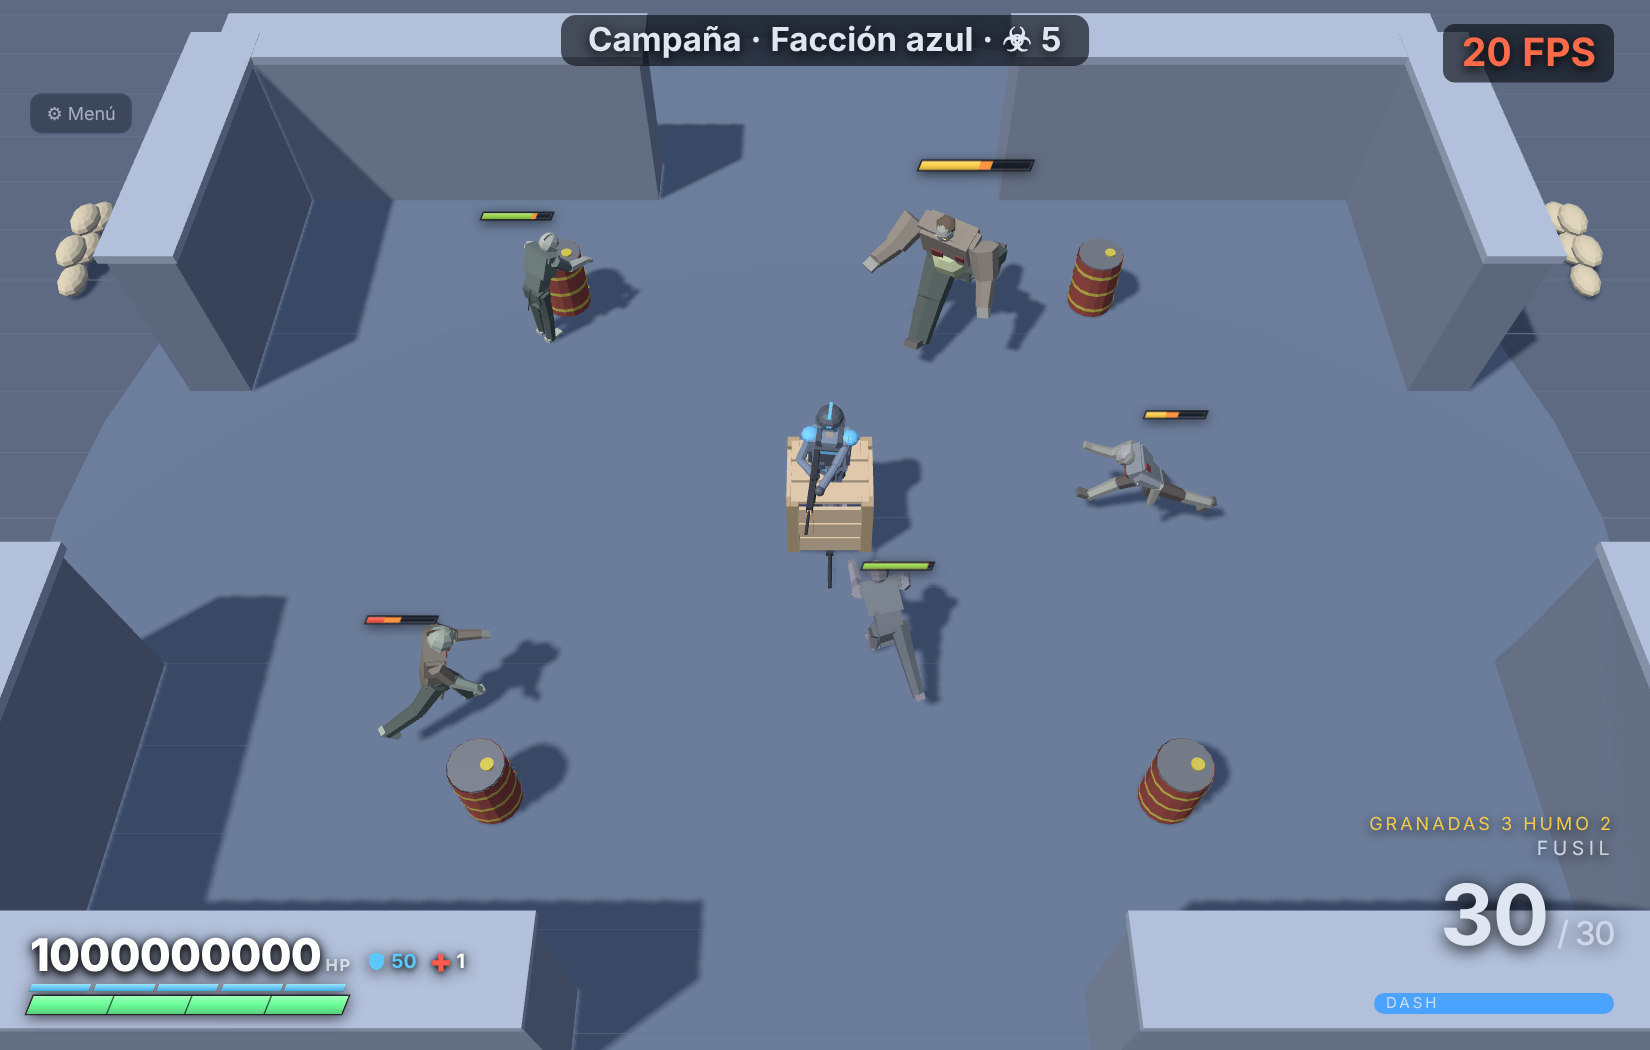 Campaña · Facción azul · ☣ 5
20 FPS
⚙ Menú
GRANADAS 3 HUMO 2
FUSIL
30 / 30
1000000000 HP 50 1
DASH